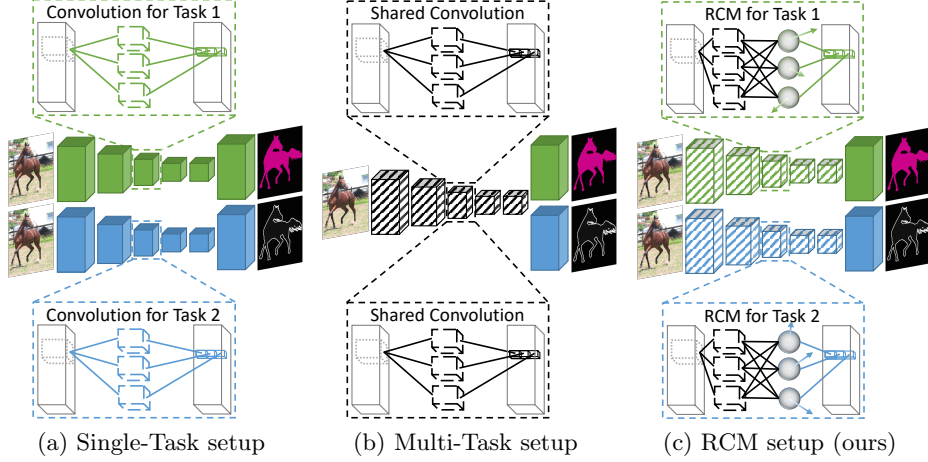 Convolution for Task 1
Shared Convolution
RCM for Task 1
Convolution for Task 2
Shared Convolution
RCM for Task 2
(a) Single-Task setup
(b) Multi-Task setup
(c) RCM setup (ours)